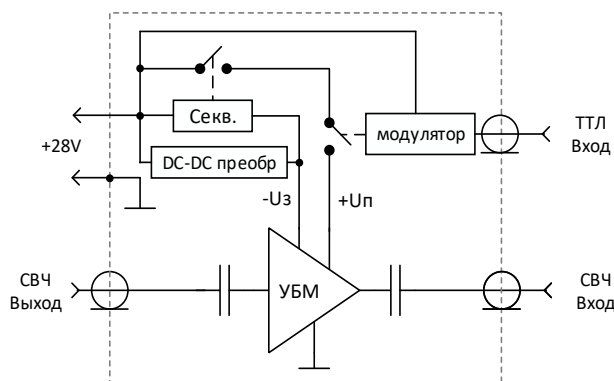 Секв.
модулятор
ТТЛ
Вход
+28V
DC-DC преобр
-Uз
+Uп
СВЧ
Выход
УБМ
СВЧ
Вход